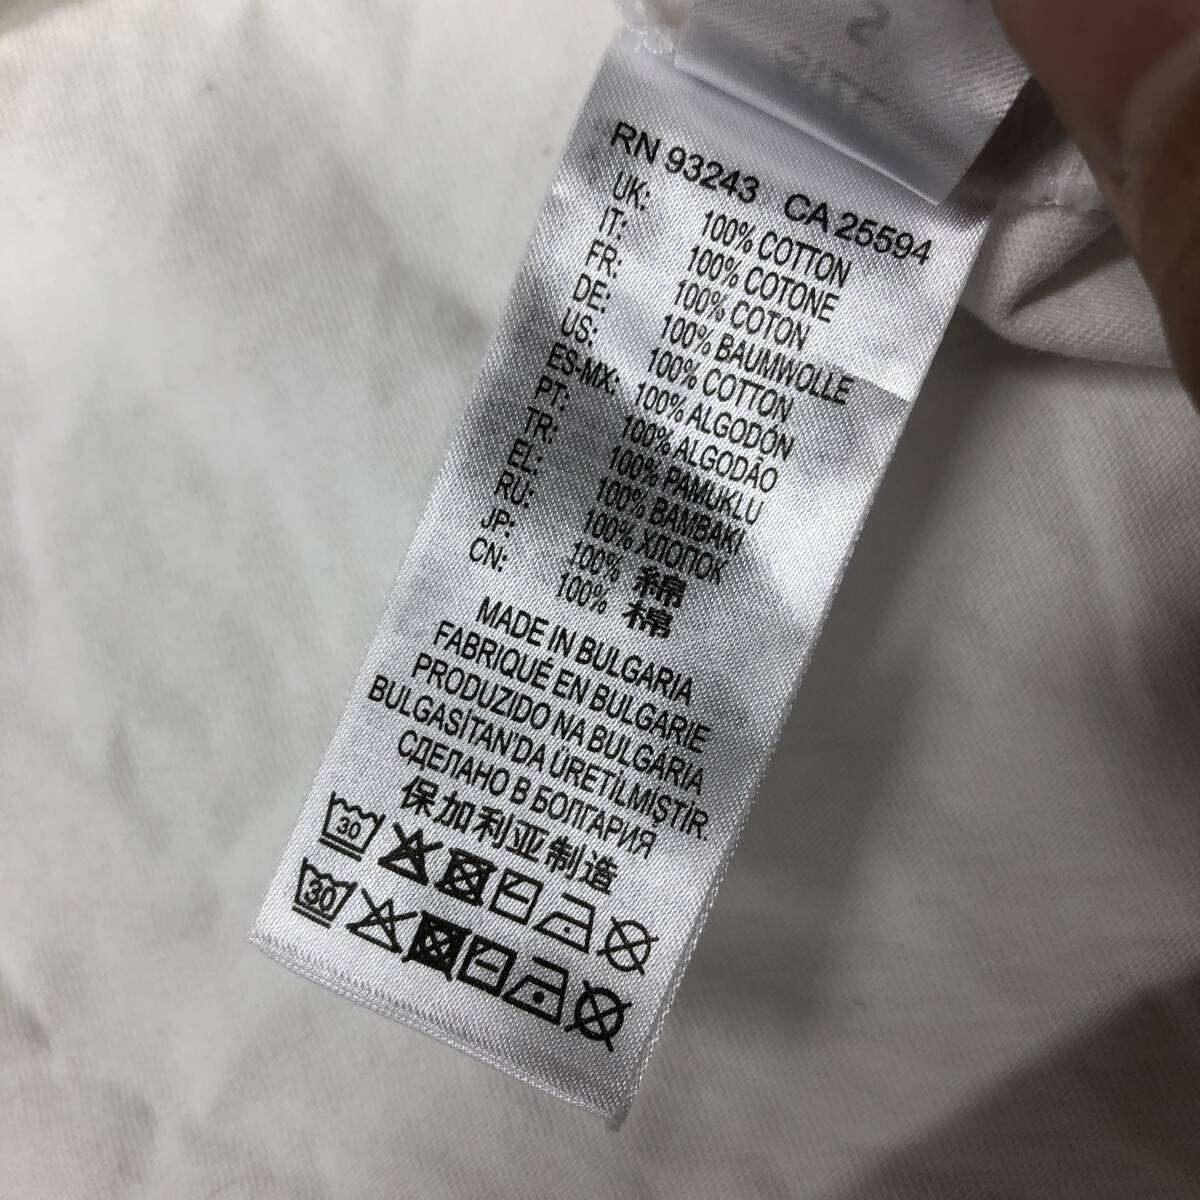 RN 93243 CA 25594
UK: 100% COTTON
IT: 100% COTONE
FR: 100% COTON
DE: 100% BAUMWOLLE
US: 100% COTTON
ES-MX: 100% ALGODÓN
PT: 100% ALGODÃO
TR: 100% PAMUKLU
EL: 100% BAMBAKI
RU: 100% ХЛОПОК
JP: 100% 綿
CN: 100% 棉
MADE IN BULGARIA
FABRIQUÉ EN BULGARIE
PRODUZIDO NA BULGÁRIA
BULGASİTAN'DA ÜRETİLMİŞTİR.
СДЕЛАНО В БОЛГАРИЯ
保加利亚制造
30
30